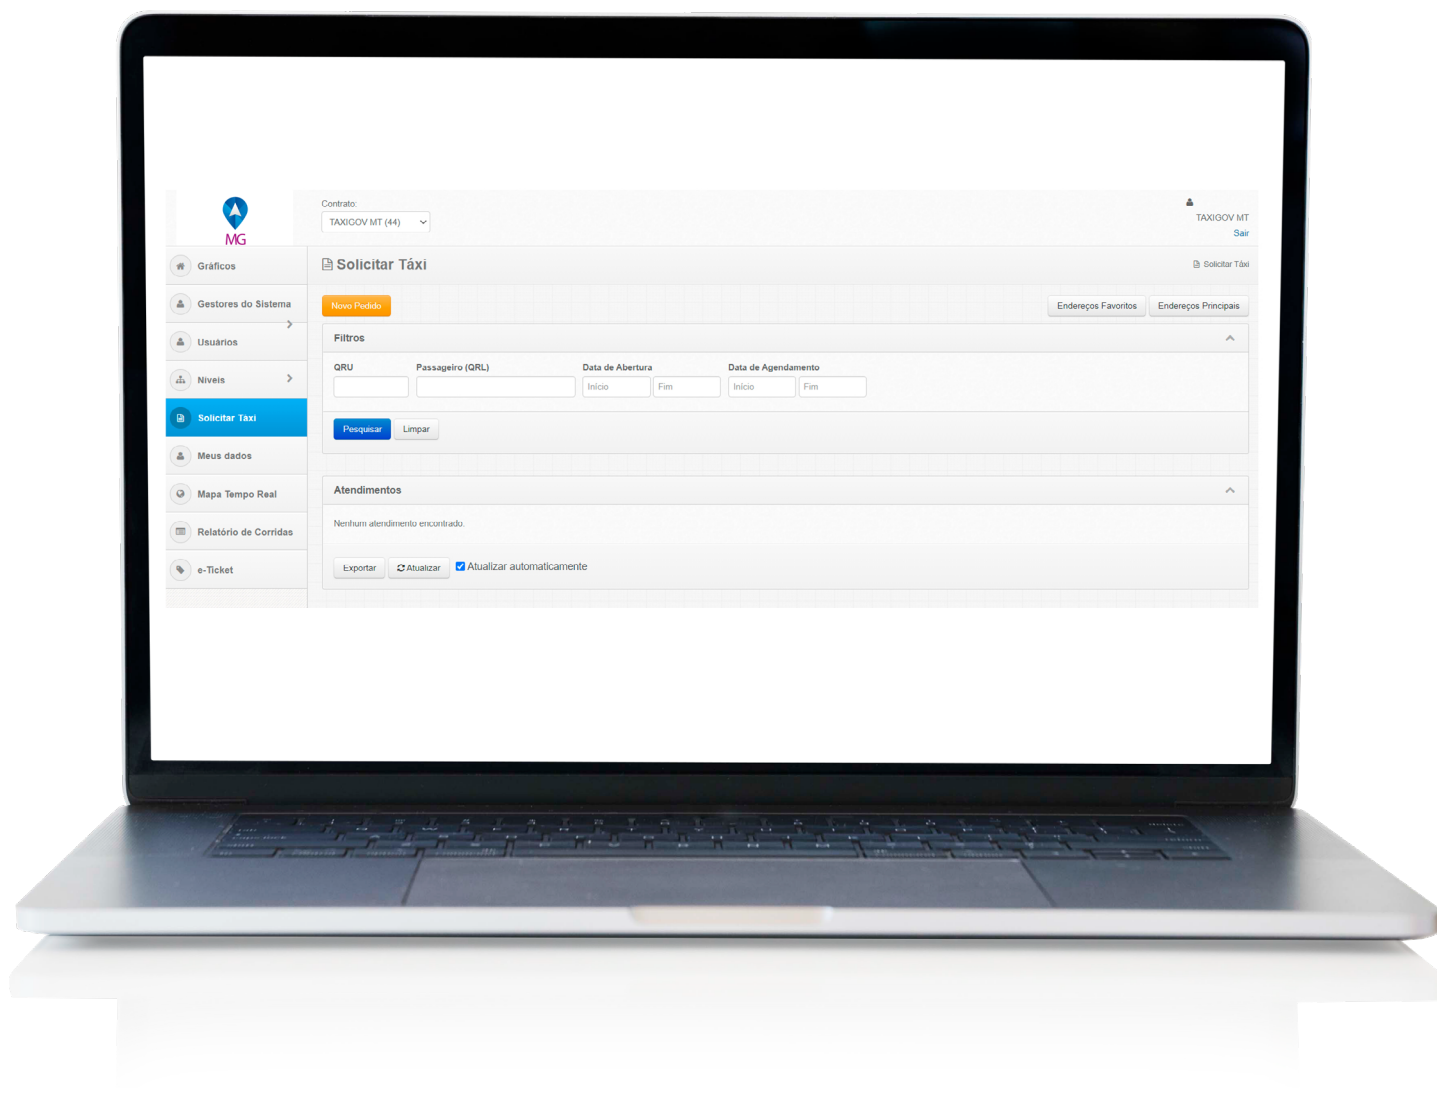 MG
Contrato:
TAXIGOV MT (44)
TAXIGOV MT
Sair
Gráficos
Gestores do Sistema
Usuários
Níveis
Solicitar Táxi
Meus dados
Mapa Tempo Real
Relatório de Corridas
e-Ticket
Solicitar Táxi
Solicitar Táxi
Novo Pedido
Endereços Favoritos
Endereços Principais
Filtros
QRU
Passageiro (QRL)
Data de Abertura
Data de Agendamento
Início
Fim
Início
Fim
Pesquisar
Limpar
Atendimentos
Nenhum atendimento encontrado.
Exportar
Atualizar
Atualizar automaticamente